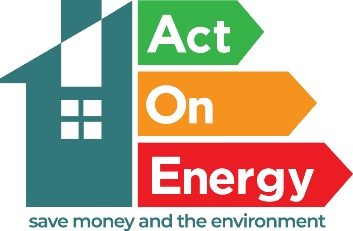 Act
On
Energy
save money and the environment